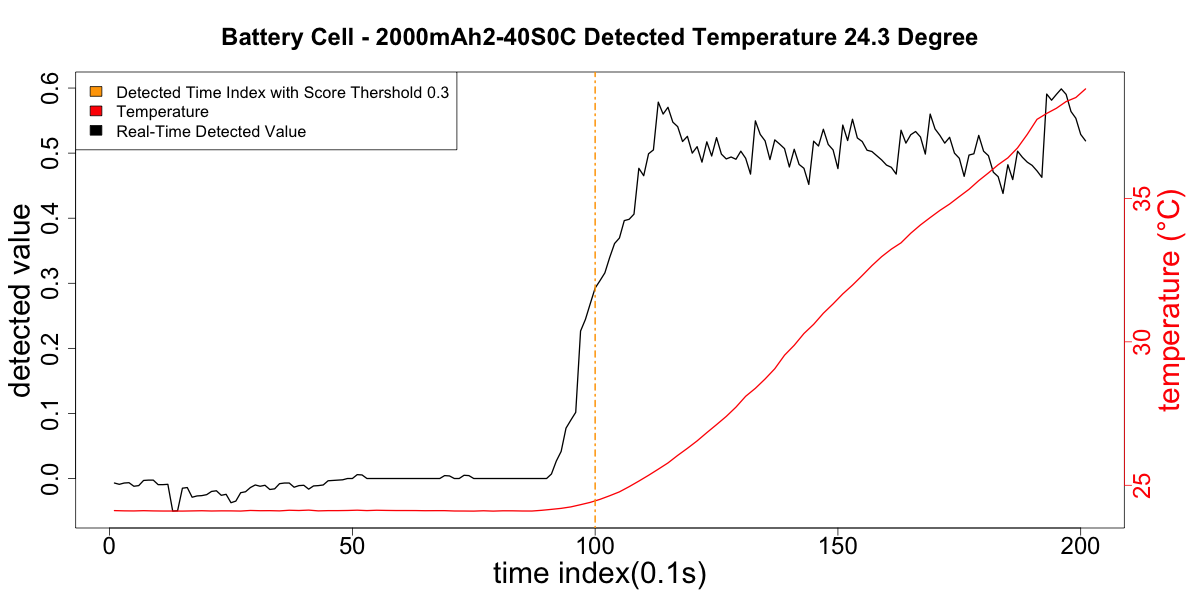 Battery Cell - 2000mAh2-40S0C Detected Temperature 24.3 Degree
Detected Time Index with Score Thershold 0.3
Temperature
Real-Time Detected Value
detected value
0.6
0.5
0.4
0.3
0.2
0.1
0.0
temperature (°C)
35
30
25
0 50 100 150 200
time index(0.1s)